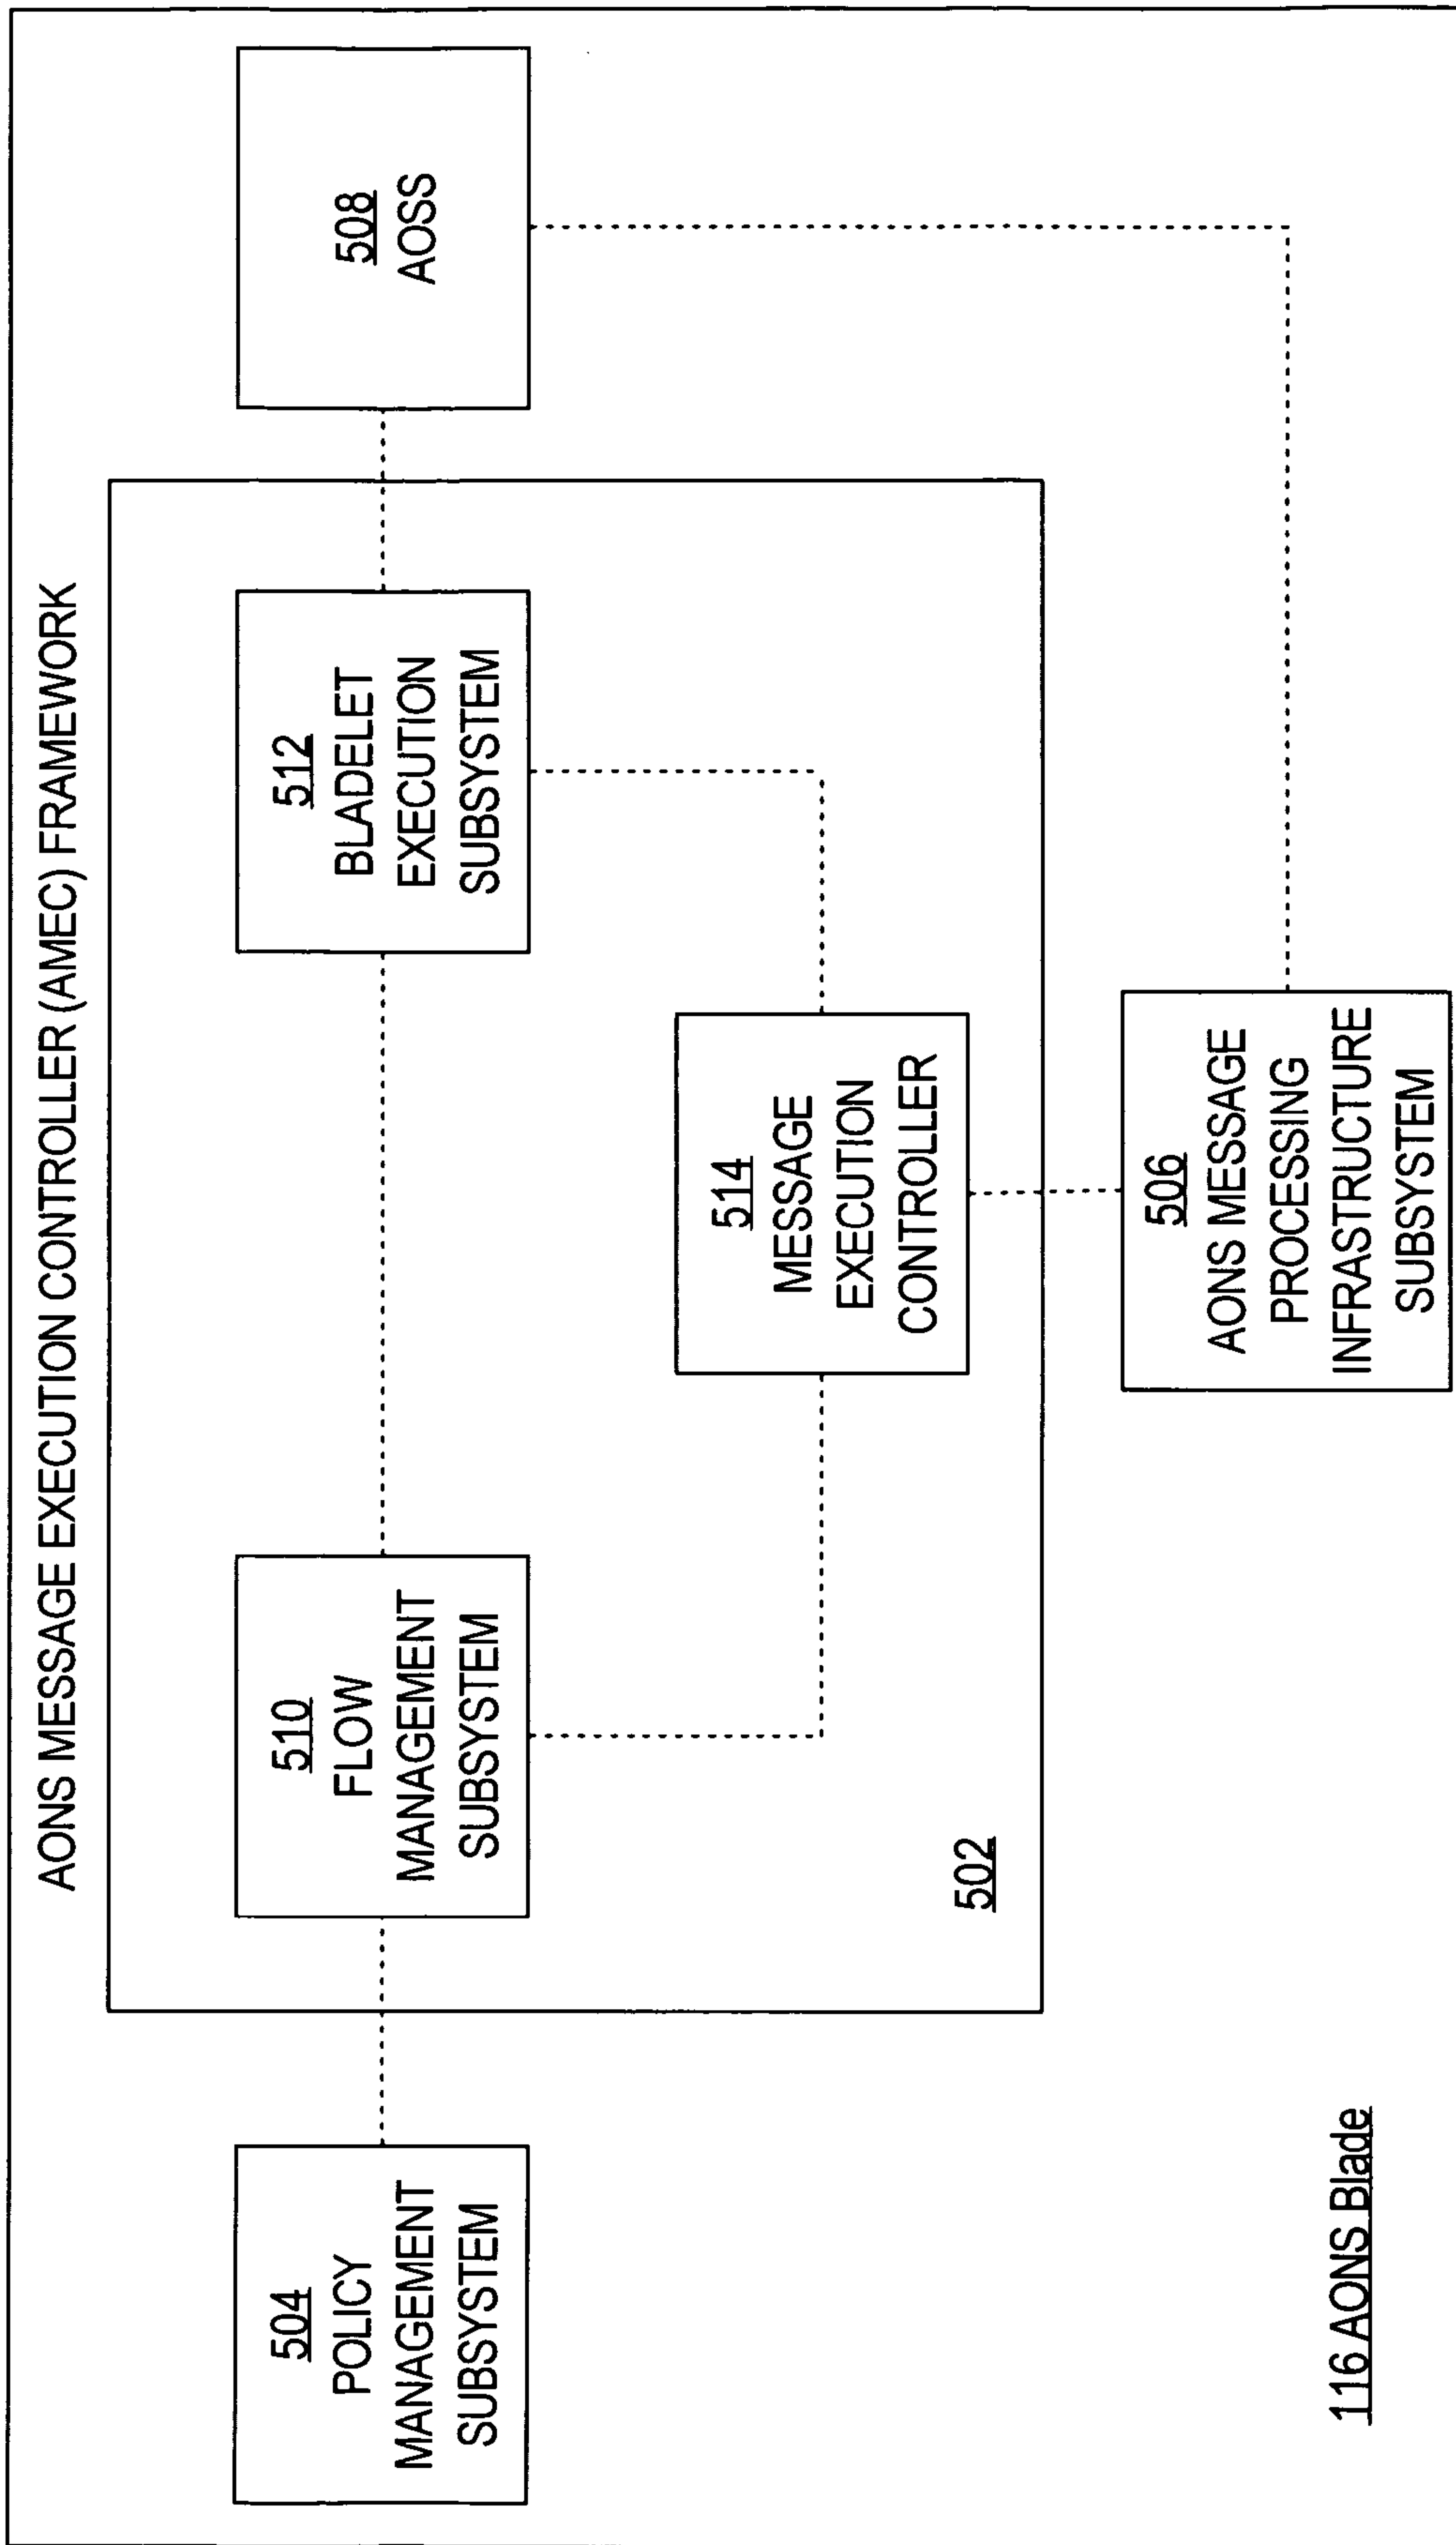 AONS MESSAGE EXECUTION CONTROLLER (AMEC) FRAMEWORK
504
POLICY
MANAGEMENT
SUBSYSTEM
510
FLOW
MANAGEMENT
SUBSYSTEM
512
BLADELET
EXECUTION
SUBSYSTEM
508
AOSS
514
MESSAGE
EXECUTION
CONTROLLER
502
506
AONS MESSAGE
PROCESSING
INFRASTRUCTURE
SUBSYSTEM
116 AONS Blade